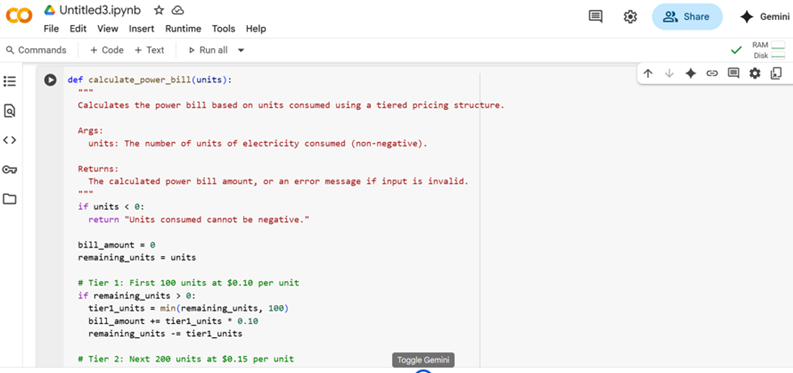 CO Untitled3.ipynb
File Edit View Insert Runtime Tools Help
Share
Gemini
Commands + Code + Text Run all
RAM
Disk
def calculate_power_bill(units):
"""
Calculates the power bill based on units consumed using a tiered pricing structure.
Args:
units: The number of units of electricity consumed (non-negative).
Returns:
The calculated power bill amount, or an error message if input is invalid.
"""
if units < 0:
return "Units consumed cannot be negative."
bill_amount = 0
remaining_units = units
# Tier 1: First 100 units at $0.10 per unit
if remaining_units > 0:
tier1_units = min(remaining_units, 100)
bill_amount += tier1_units * 0.10
remaining_units -= tier1_units
# Tier 2: Next 200 units at $0.15 per unit
Toggle Gemini